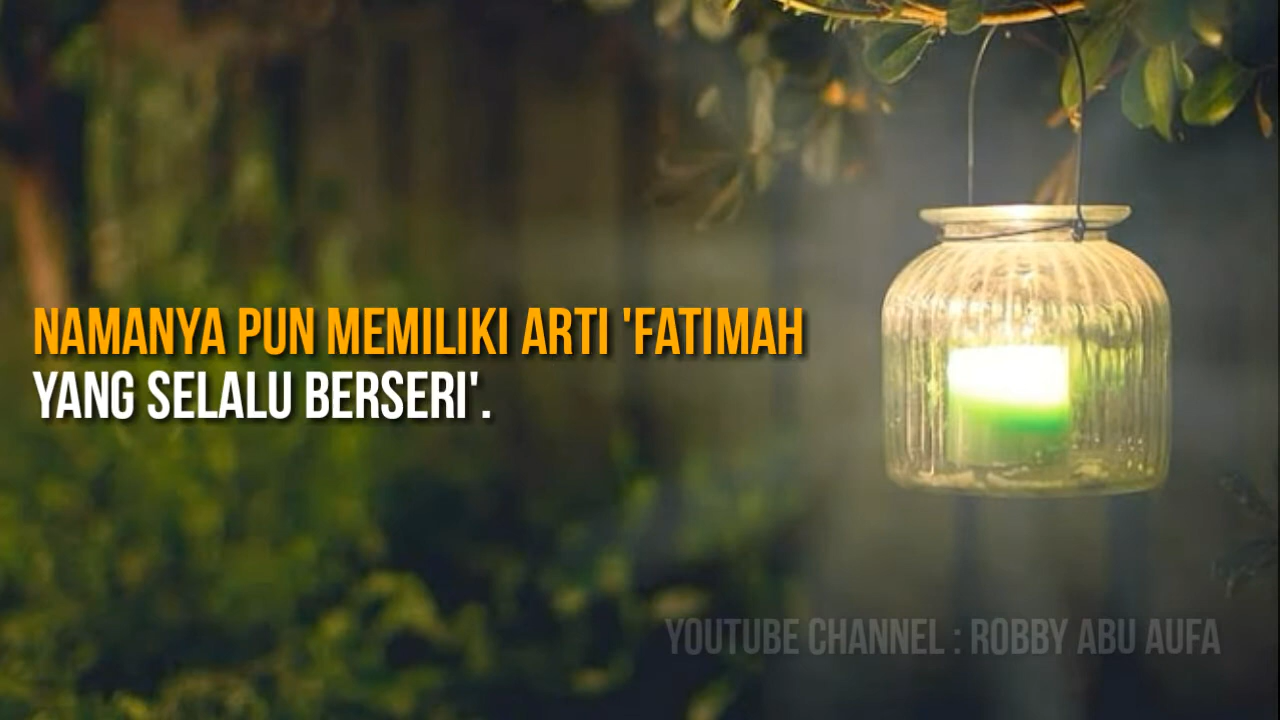 NAMANYA PUN MEMILIKI ARTI 'FATIMAH
YANG SELALU BERSERI'.
YOUTUBE CHANNEL : ROBBY ABU AUFA